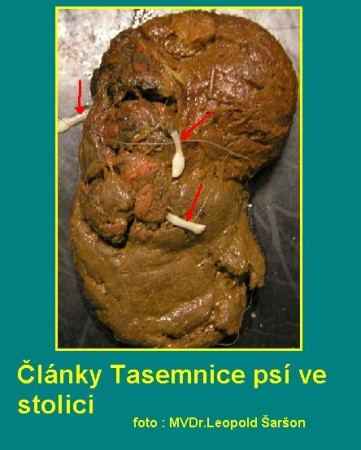 Články Tasemnice psí ve
stolici
foto : MVDr.Leopold Šaršon